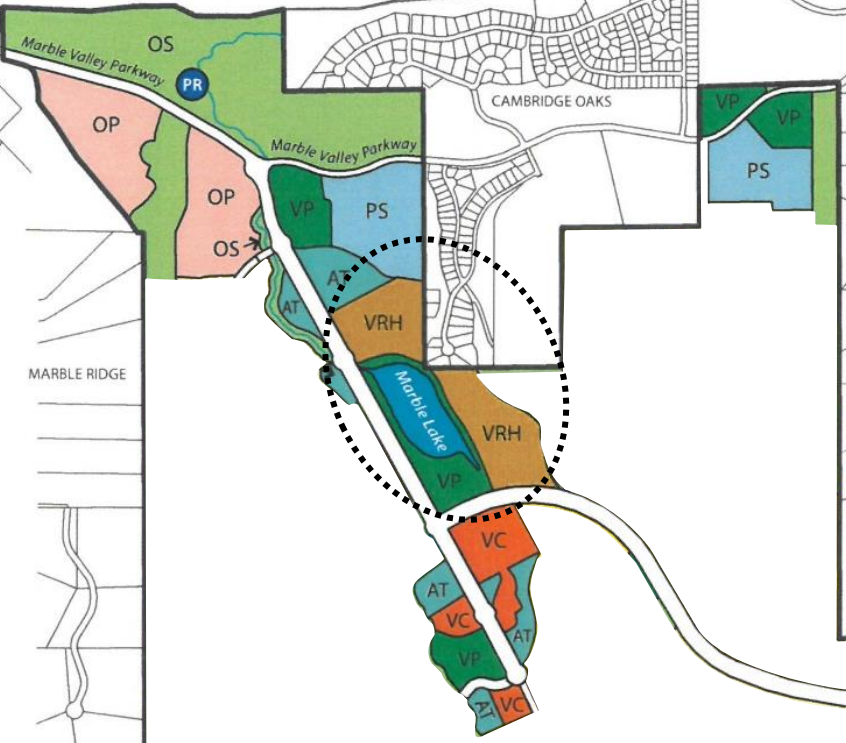 OS
Marble Valley Parkway
PR
CAMBRIDGE OAKS
VP
VP
OP
Marble Valley Parkway
PS
OP
VP
PS
OS
AT
AT
VRH
MARBLE RIDGE
Marble Lake
VRH
VP
VC
AT
VC
AT
VP
AT
VC